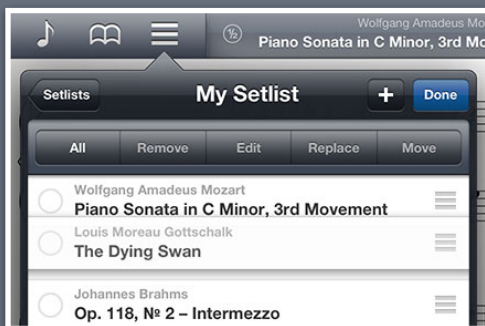 ½
Wolfgang Amadeus Mo
Piano Sonata in C Minor, 3rd Mo
Setlists
My Setlist
+
Done
All
Remove
Edit
Replace
Move
Wolfgang Amadeus Mozart
Piano Sonata in C Minor, 3rd Movement
Louis Moreau Gottschalk
The Dying Swan
Johannes Brahms
Op. 118, № 2 – Intermezzo